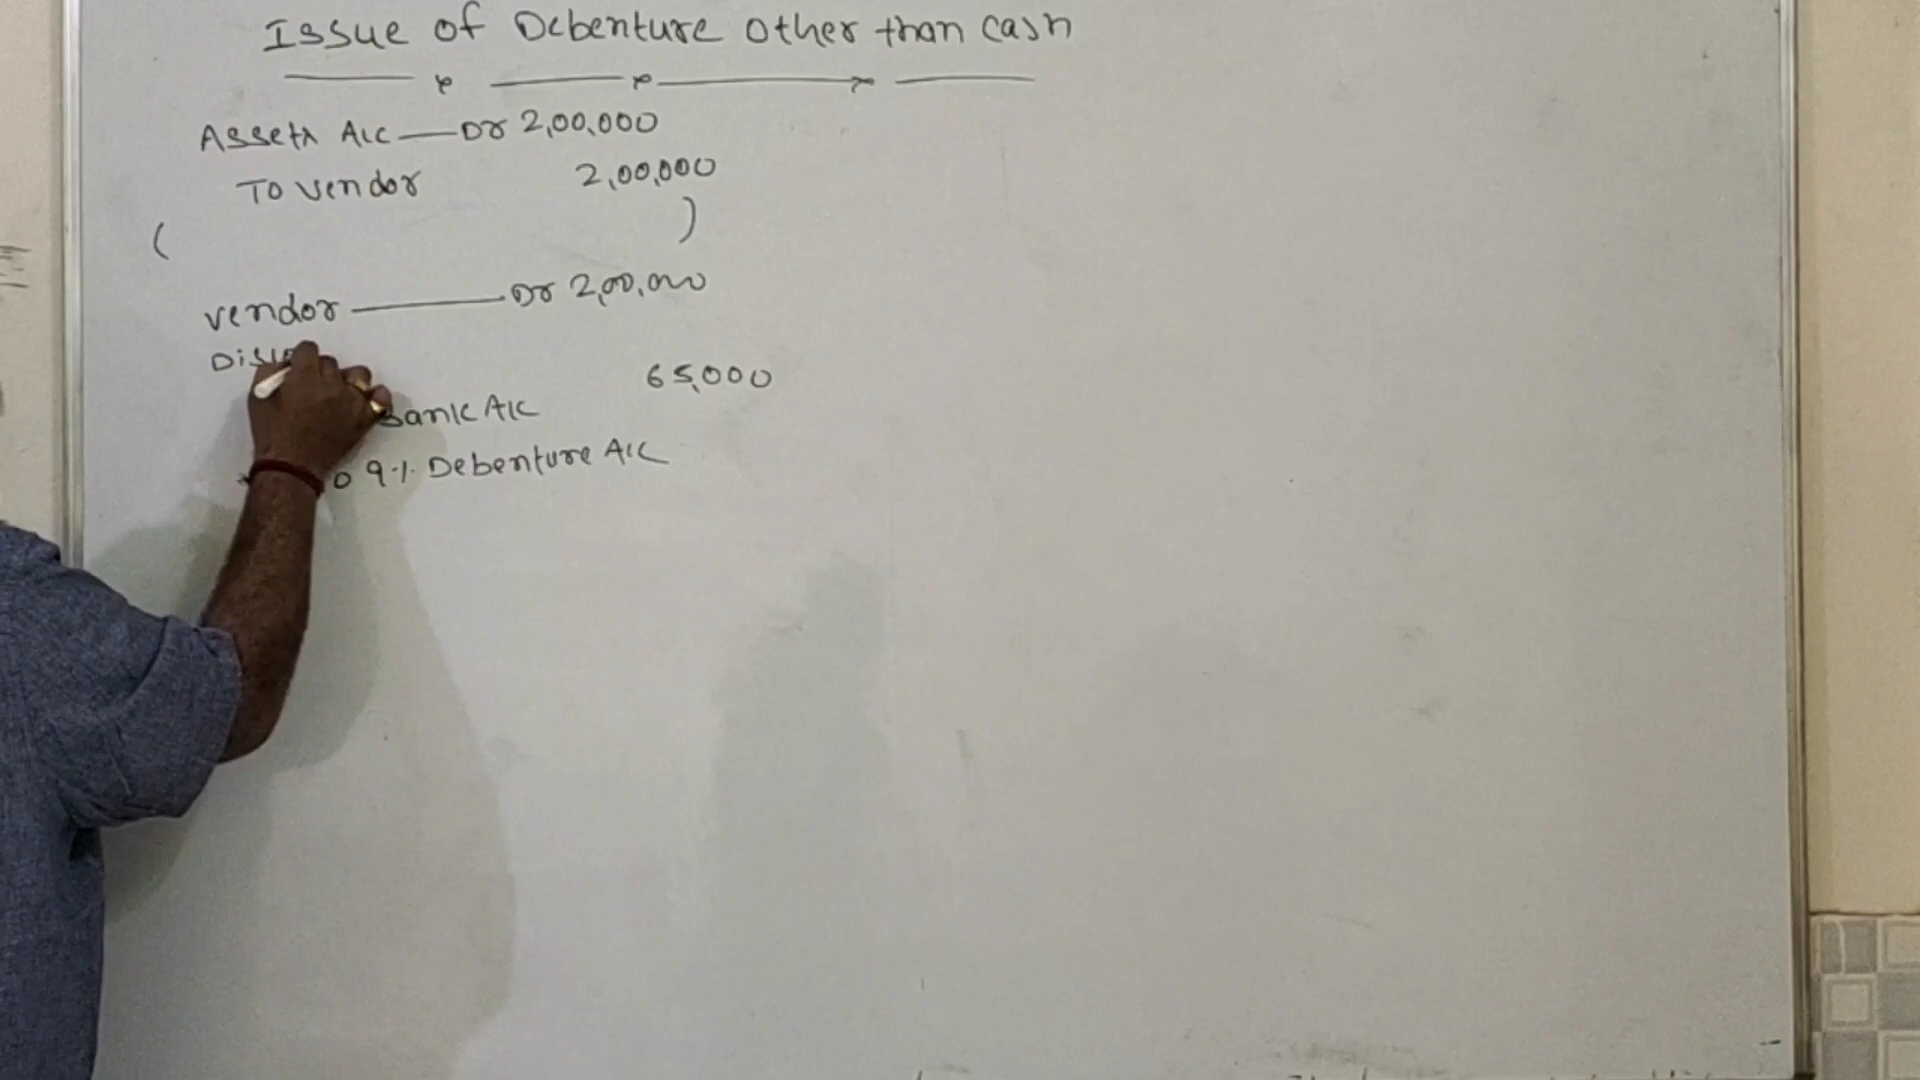 Issue of Debenture Other than Cash
Assets A/c — Dr 2,00,000
To vendor 2,00,000
( )
vendor — Dr 2,00,000
65,000
Bank A/c
9% Debenture A/c